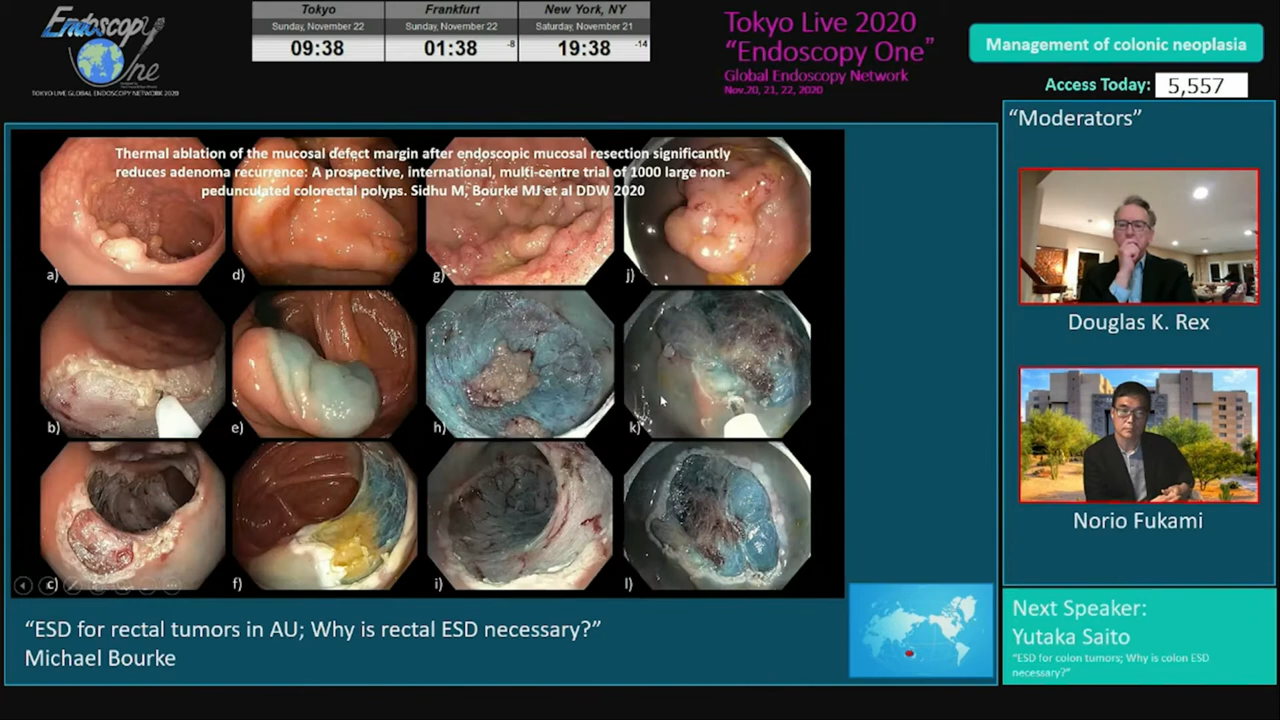 Endoscopy
One
TOKYO LIVE GLOBAL ENDOSCOPY NETWORK 2020
Tokyo
Sunday, November 22
09:38
Frankfurt
Sunday, November 22
01:38
-8
New York, NY
Saturday, November 21
19:38
-14
Tokyo Live 2020
“Endoscopy One”
Global Endoscopy Network
Nov.20, 21, 22, 2020
Management of colonic neoplasia
Access Today: 5,557
Thermal ablation of the mucosal defect margin after endoscopic mucosal resection significantly
reduces adenoma recurrence: A prospective, international, multi-centre trial of 1000 large non-
pedunculated colorectal polyps. Sidhu M, Bourke MJ et al DDW 2020
a)
d)
g)
j)
b)
e)
h)
k)
c)
f)
i)
l)
“ESD for rectal tumors in AU; Why is rectal ESD necessary?”
Michael Bourke
“Moderators”
Douglas K. Rex
Norio Fukami
Next Speaker:
Yutaka Saito
“ESD for colon tumors; Why is colon ESD
necessary?”